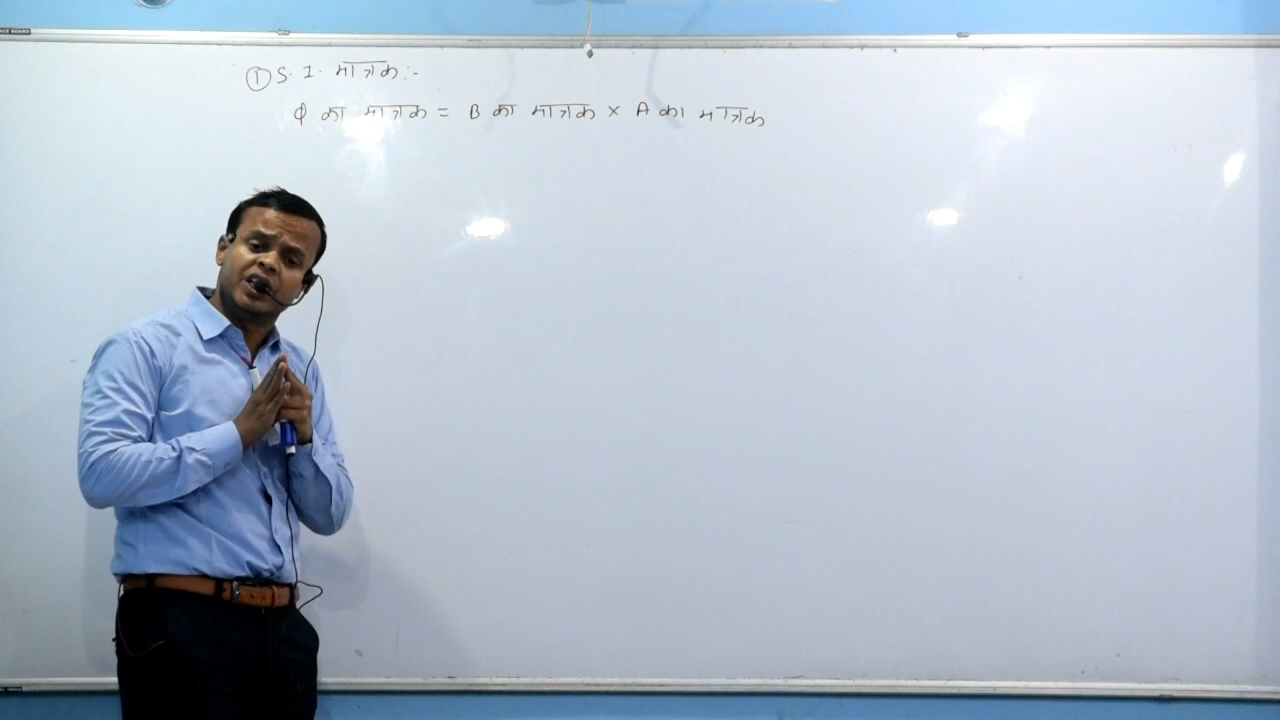 ① S. I. मात्रक :-
ϕ का मात्रक = B का मात्रक × A का मात्रक